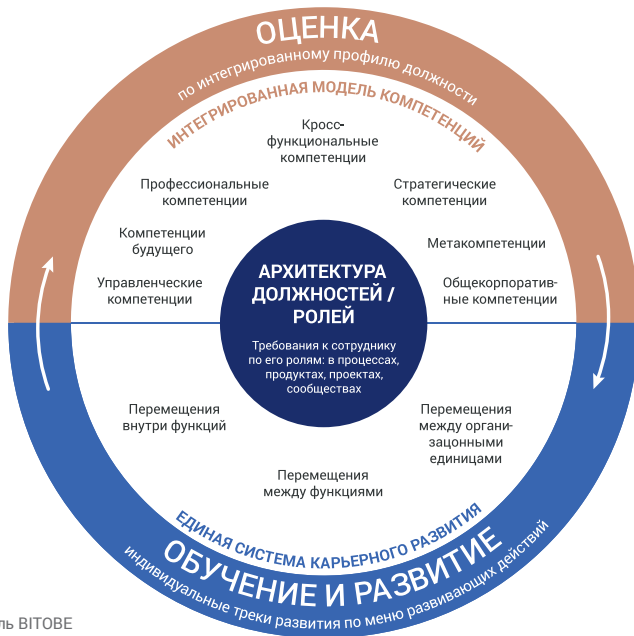 ОЦЕНКА
по интегрированному профилю должности
ИНТЕГРИРОВАННАЯ МОДЕЛЬ КОМПЕТЕНЦИЙ
Кросс-
функциональные
компетенции
Профессиональные
компетенции
Стратегические
компетенции
Компетенции
будущего
Метакомпетенции
Управленческие
компетенции
Общекорпоратив-
ные компетенции
АРХИТЕКТУРА
ДОЛЖНОСТЕЙ /
РОЛЕЙ
Требования к сотруднику
по его ролям: в процессах,
продуктах, проектах,
сообществах
Перемещения
внутри функций
Перемещения
между органи-
зацонными
единицами
Перемещения
между функциями
ЕДИНАЯ СИСТЕМА КАРЬЕРНОГО РАЗВИТИЯ
ОБУЧЕНИЕ И РАЗВИТИЕ
индивидуальные треки развития по меню развивающих действий
ль BITOBE